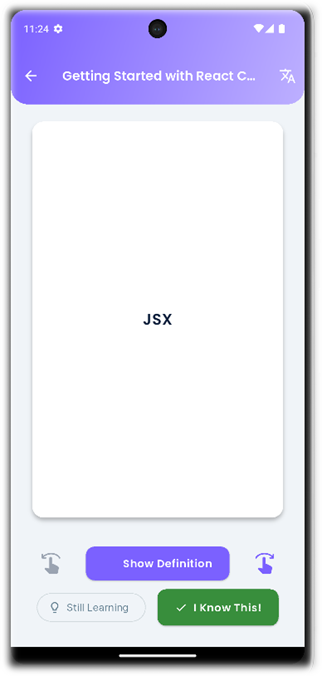 11:24
Getting Started with React C...
JSX
Show Definition
Still Learning
I Know This!